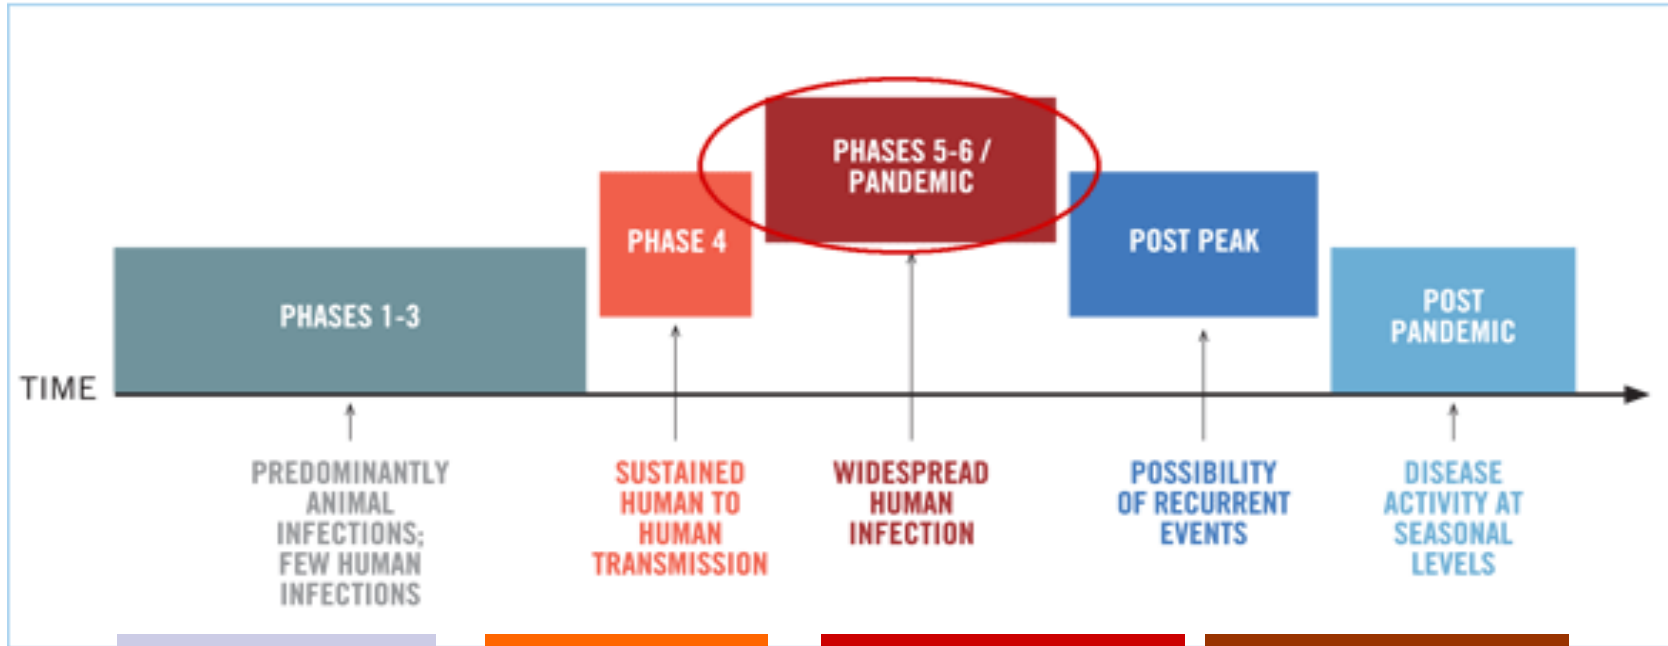 PHASES 5-6 /
PANDEMIC
PHASE 4
POST PEAK
PHASES 1-3
POST
PANDEMIC
TIME
PREDOMINANTLY
ANIMAL
INFECTIONS;
FEW HUMAN
INFECTIONS
SUSTAINED
HUMAN TO
HUMAN
TRANSMISSION
WIDESPREAD
HUMAN
INFECTION
POSSIBILITY
OF RECURRENT
EVENTS
DISEASE
ACTIVITY AT
SEASONAL
LEVELS